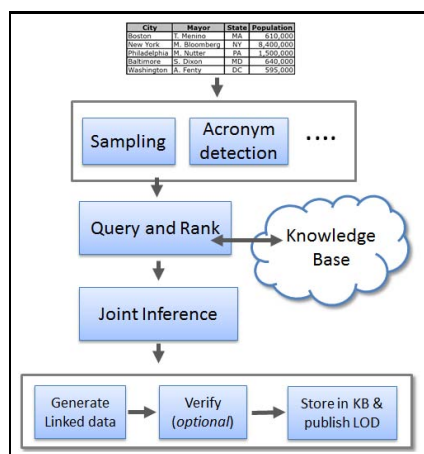 City Mayor State Population
Boston T. Menino MA 610,000
New York M. Bloomberg NY 8,400,000
Philadelphia M. Nutter PA 1,500,000
Baltimore S. Dixon MD 640,000
Washington A. Fenty DC 595,000
Sampling
Acronym
detection
....
Query and Rank
Knowledge
Base
Joint Inference
Generate
Linked data
Verify
(optional)
Store in KB &
publish LOD